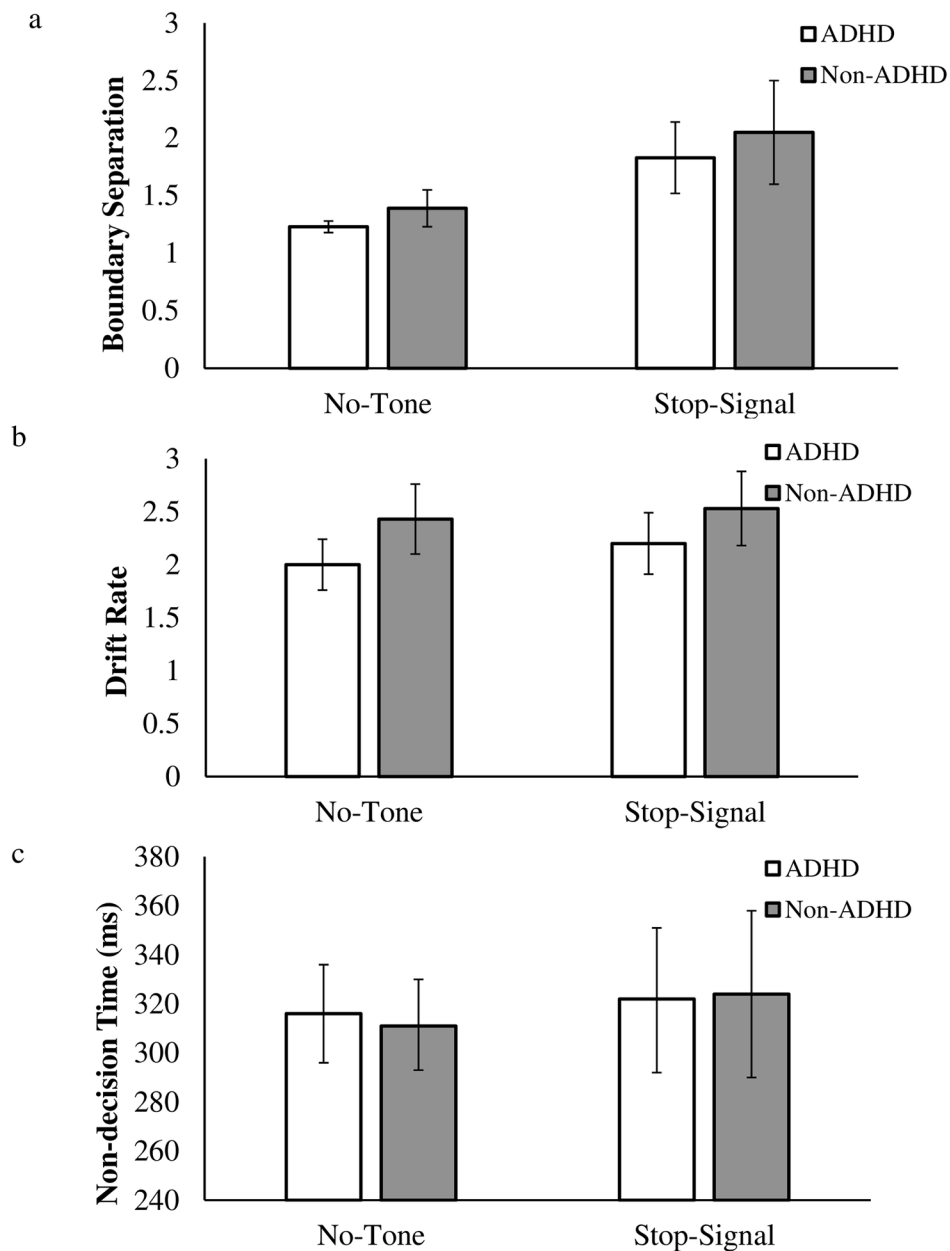 a
Boundary Separation
3
2.5
2
1.5
1
0.5
0
ADHD
Non-ADHD
No-Tone Stop-Signal
b
Drift Rate
3
2.5
2
1.5
1
0.5
0
ADHD
Non-ADHD
No-Tone Stop-Signal
c
Non-decision Time (ms)
380
360
340
320
300
280
260
240
ADHD
Non-ADHD
No-Tone Stop-Signal